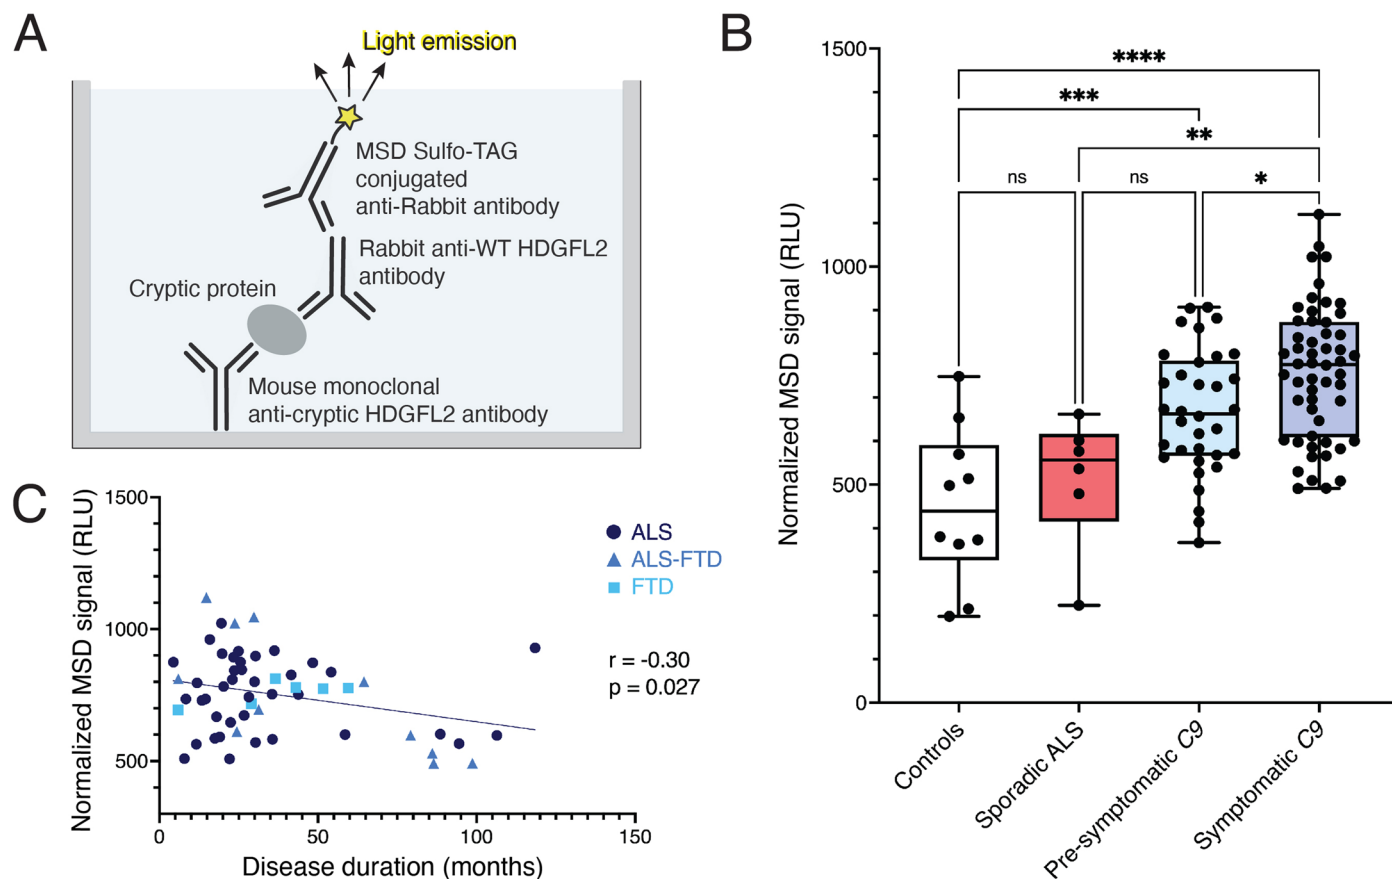 A
Light emission
MSD Sulfo-TAG
conjugated
anti-Rabbit antibody
Rabbit anti-WT HDGFL2
antibody
Cryptic protein
Mouse monoclonal
anti-cryptic HDGFL2 antibody
B
Normalized MSD signal (RLU)
1500
1000
500
0
****
***
**
ns
ns
*
Controls
Sporadic ALS
Pre-symptomatic C9
Symptomatic C9
C
Normalized MSD signal (RLU)
1500
1000
500
0
50
100
150
Disease duration (months)
ALS
ALS-FTD
FTD
r = -0.30
p = 0.027